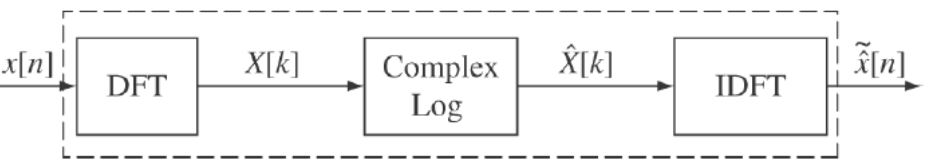 x[n]
DFT
X[k]
Complex
Log
X̂[k]
IDFT
x̂̃[n]